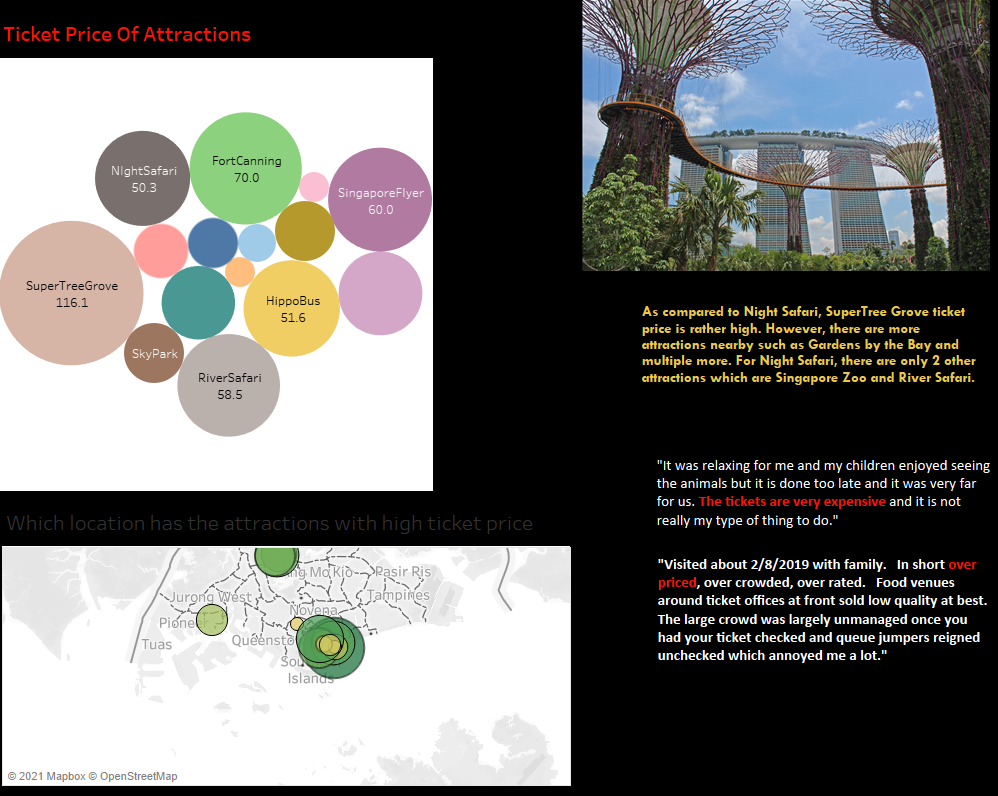 Ticket Price Of Attractions
NIghtSafari
50.3
FortCanning
70.0
SingaporeFlyer
60.0
SuperTreeGrove
116.1
HippoBus
51.6
SkyPark
RiverSafari
58.5
As compared to Night Safari, SuperTree Grove ticket
price is rather high. However, there are more
attractions nearby such as Gardens by the Bay and
multiple more. For Night Safari, there are only 2 other
attractions which are Singapore Zoo and River Safari.
"It was relaxing for me and my children enjoyed seeing
the animals but it is done too late and it was very far
for us. The tickets are very expensive and it is not
really my type of thing to do."
"Visited about 2/8/2019 with family. In short over
priced, over crowded, over rated. Food venues
around ticket offices at front sold low quality at best.
The large crowd was largely unmanaged once you
had your ticket checked and queue jumpers reigned
unchecked which annoyed me a lot."
Which location has the attractions with high ticket price
ng Mo Kio
Pasir Ris
Tampines
Jurong West
Novena
Pione
Queensto
Tuas
Sou
Islands
© 2021 Mapbox © OpenStreetMap